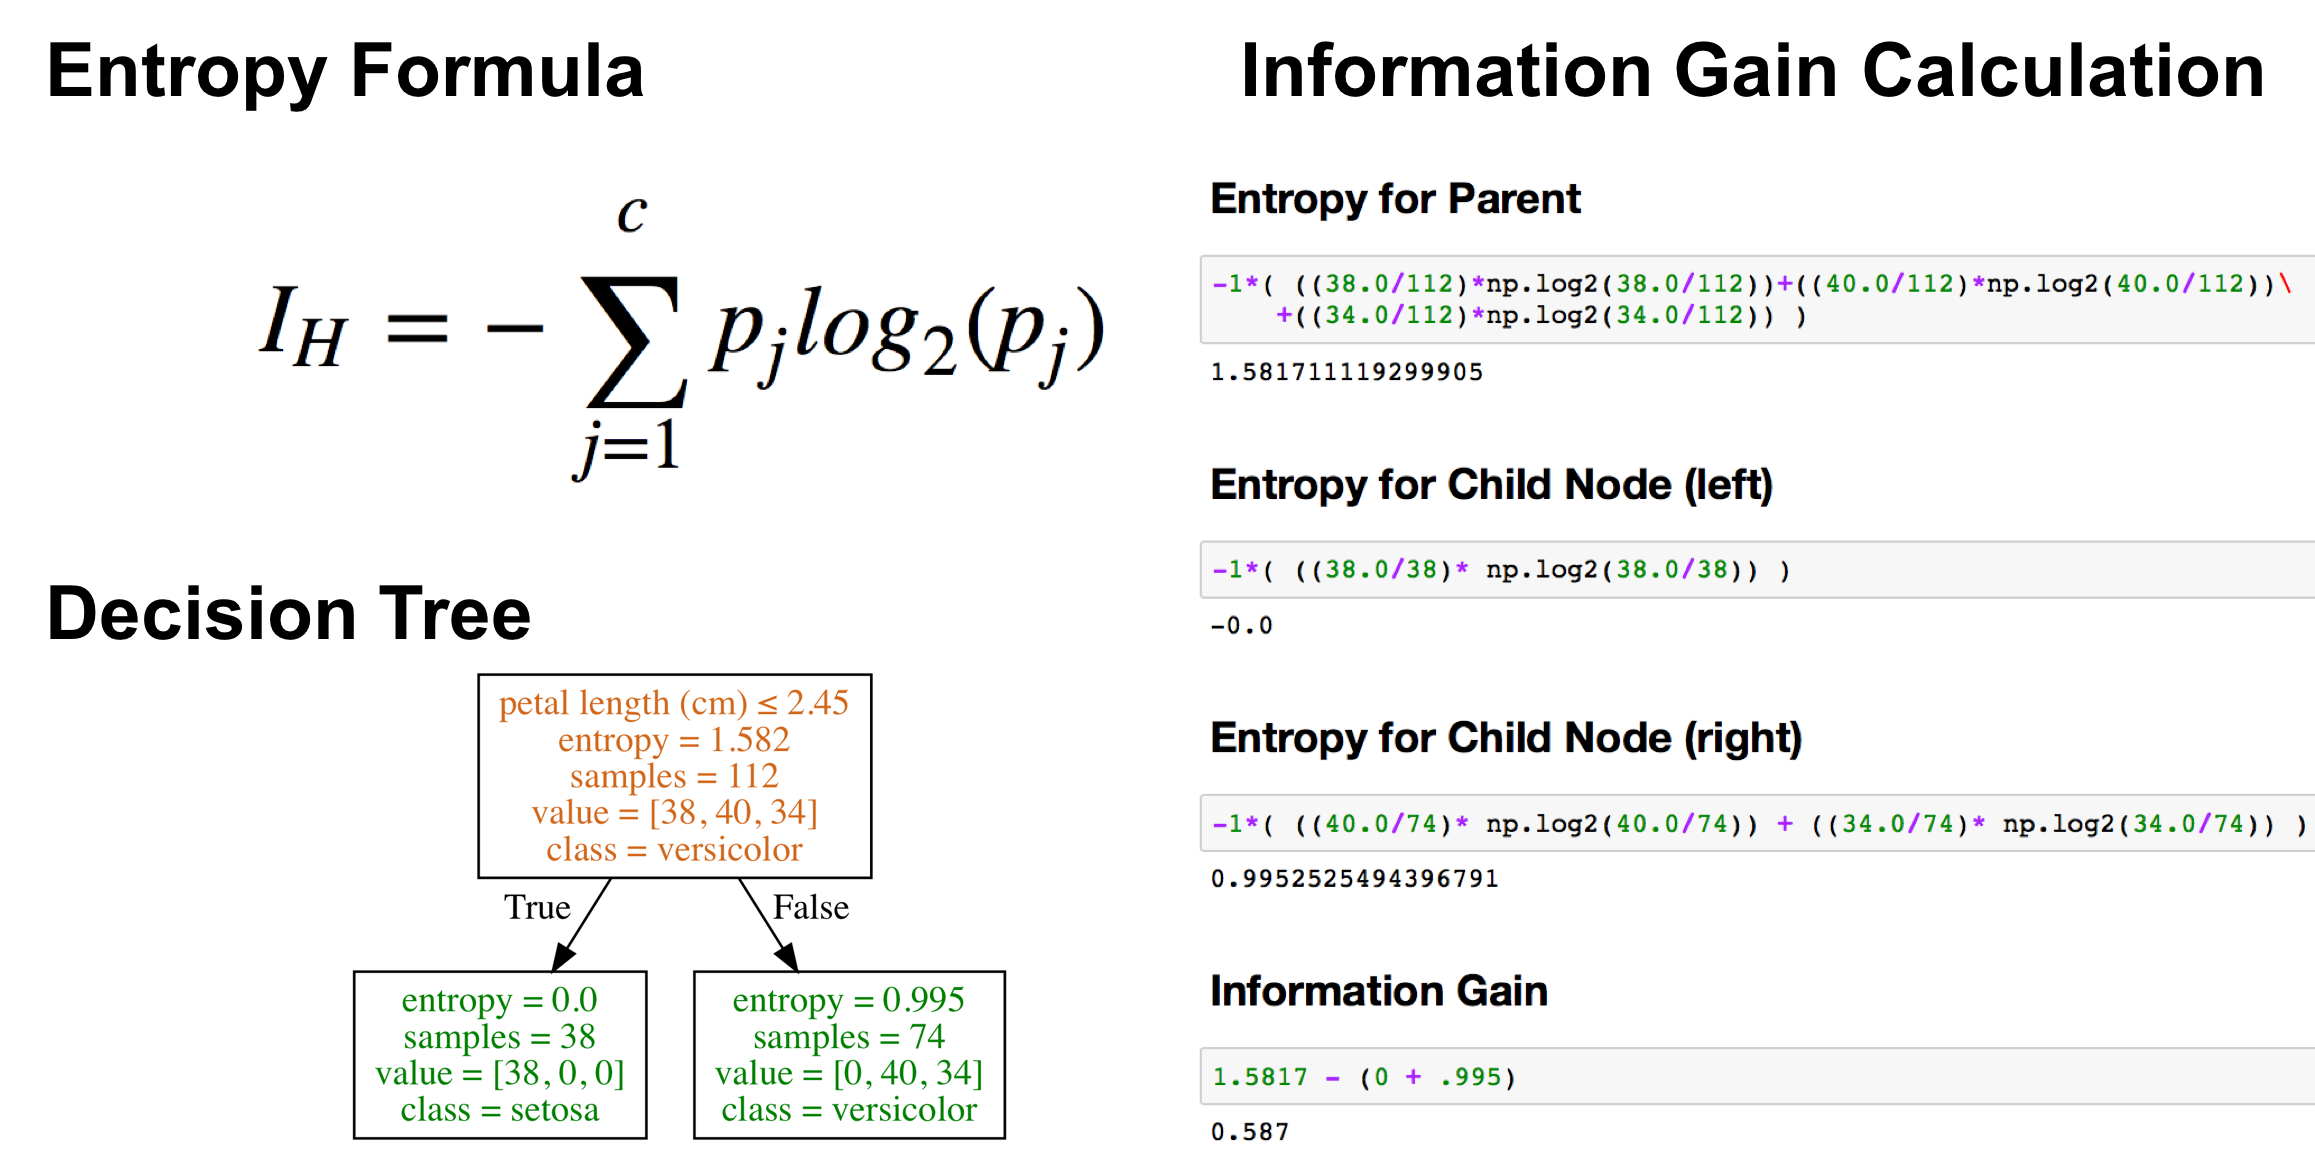 Entropy Formula
I_H = − ∑_{j=1}^{c} p_j log_2(p_j)
Decision Tree
petal length (cm) ≤ 2.45
entropy = 1.582
samples = 112
value = [38, 40, 34]
class = versicolor
True
False
entropy = 0.0
samples = 38
value = [38, 0, 0]
class = setosa
entropy = 0.995
samples = 74
value = [0, 40, 34]
class = versicolor
Information Gain Calculation
Entropy for Parent
-1*( ((38.0/112)*np.log2(38.0/112))+((40.0/112)*np.log2(40.0/112))\
+((34.0/112)*np.log2(34.0/112)) )
1.581711119299905
Entropy for Child Node (left)
-1*( ((38.0/38)* np.log2(38.0/38)) )
-0.0
Entropy for Child Node (right)
-1*( ((40.0/74)* np.log2(40.0/74)) + ((34.0/74)* np.log2(34.0/74)) )
0.9952525494396791
Information Gain
1.5817 - (0 + .995)
0.587